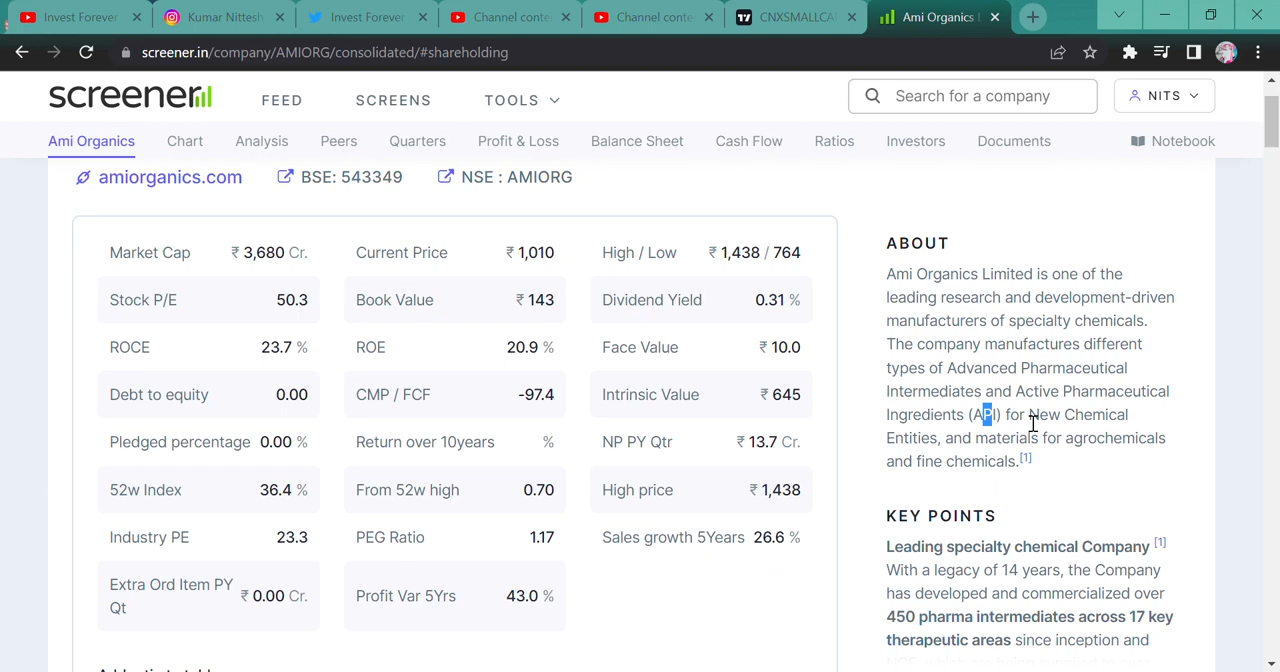 Invest Forever
Kumar Nittesh
Invest Forever
Channel conte
Channel conte
CNXSMALLCA
Ami Organics
screener.in/company/AMIORG/consolidated/#shareholding
screener
FEED
SCREENS
TOOLS
Search for a company
NITS
Ami Organics
Chart
Analysis
Peers
Quarters
Profit & Loss
Balance Sheet
Cash Flow
Ratios
Investors
Documents
Notebook
amiorganics.com
BSE: 543349
NSE : AMIORG
Market Cap ₹ 3,680 Cr.
Current Price ₹ 1,010
High / Low ₹ 1,438 / 764
Stock P/E 50.3
Book Value ₹ 143
Dividend Yield 0.31 %
ROCE 23.7 %
ROE 20.9 %
Face Value ₹ 10.0
Debt to equity 0.00
CMP / FCF -97.4
Intrinsic Value ₹ 645
Pledged percentage 0.00 %
Return over 10years %
NP PY Qtr ₹ 13.7 Cr.
52w Index 36.4 %
From 52w high 0.70
High price ₹ 1,438
Industry PE 23.3
PEG Ratio 1.17
Sales growth 5Years 26.6 %
Extra Ord Item PY
Qt
₹ 0.00 Cr.
Profit Var 5Yrs 43.0 %
ABOUT
Ami Organics Limited is one of the
leading research and development-driven
manufacturers of specialty chemicals.
The company manufactures different
types of Advanced Pharmaceutical
Intermediates and Active Pharmaceutical
Ingredients (API) for New Chemical
Entities, and materials for agrochemicals
and fine chemicals.[1]
KEY POINTS
Leading specialty chemical Company [1]
With a legacy of 14 years, the Company
has developed and commercialized over
450 pharma intermediates across 17 key
therapeutic areas since inception and